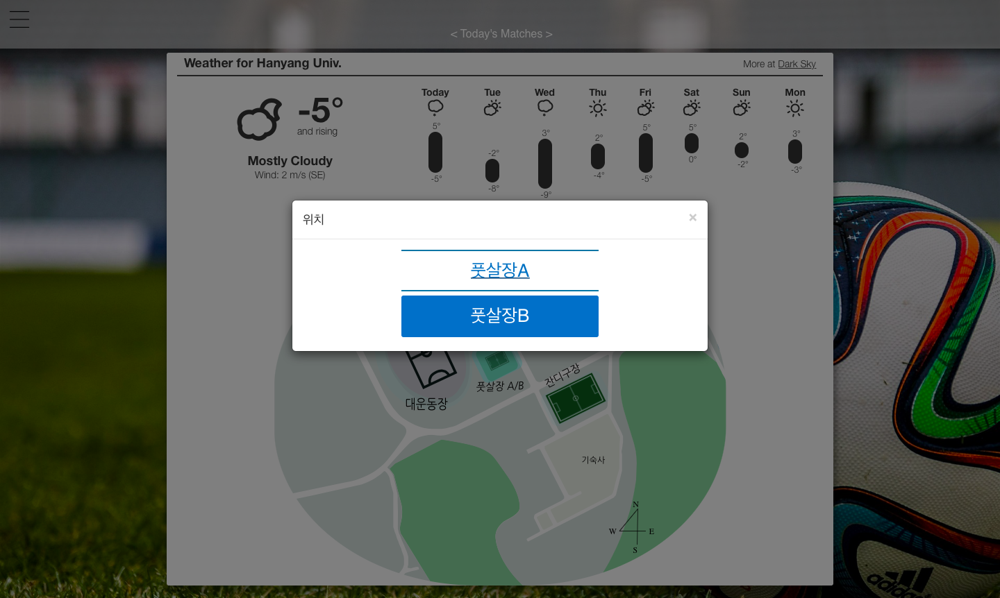 < Today's Matches >
Weather for Hanyang Univ.
More at Dark Sky
-5°
and rising
Mostly Cloudy
Wind: 2 m/s (SE)
Today Tue Wed Thu Fri Sat Sun Mon
5° -2° 3° 2° 5° 5° 2° 3°
-5° -8° -9° -4° -5° 0° -2° -3°
위치
×
풋살장A
풋살장B
대운동장
풋살장 A/B
잔디구장
기숙사
N
W E
S
adidas